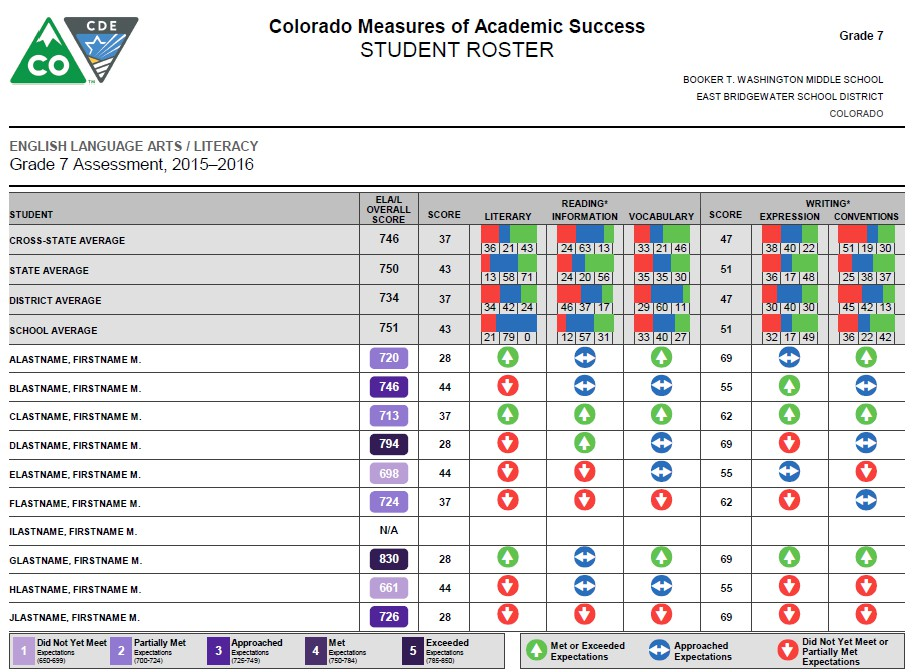 CDE
CO
TM
Colorado Measures of Academic Success
STUDENT ROSTER
Grade 7
BOOKER T. WASHINGTON MIDDLE SCHOOL
EAST BRIDGEWATER SCHOOL DISTRICT
COLORADO
ENGLISH LANGUAGE ARTS / LITERACY
Grade 7 Assessment, 2015–2016
STUDENT ELA/L OVERALL SCORE READING* SCORE LITERARY INFORMATION VOCABULARY WRITING* SCORE EXPRESSION CONVENTIONS
CROSS-STATE AVERAGE 746 37 36 21 43 24 63 13 33 21 46 47 38 40 22 51 19 30
STATE AVERAGE 750 43 13 58 71 24 20 56 35 35 30 51 36 17 48 25 38 37
DISTRICT AVERAGE 734 37 34 42 24 46 37 17 29 60 11 47 30 40 30 45 42 13
SCHOOL AVERAGE 751 43 21 79 0 12 57 31 33 40 27 51 32 17 49 36 22 42
ALASTNAME, FIRSTNAME M. 720 28 69
BLASTNAME, FIRSTNAME M. 746 44 55
CLASTNAME, FIRSTNAME M. 713 37 62
DLASTNAME, FIRSTNAME M. 794 28 69
ELASTNAME, FIRSTNAME M. 698 44 55
FLASTNAME, FIRSTNAME M. 724 37 62
ILASTNAME, FIRSTNAME M. N/A
GLASTNAME, FIRSTNAME M. 830 28 69
HLASTNAME, FIRSTNAME M. 661 44 55
JLASTNAME, FIRSTNAME M. 726 28 69
1 Did Not Yet Meet Expectations (650-699)
2 Partially Met Expectations (700-724)
3 Approached Expectations (725-749)
4 Met Expectations (750-784)
5 Exceeded Expectations (785-850)
Met or Exceeded Expectations
Approached Expectations
Did Not Yet Meet or Partially Met Expectations